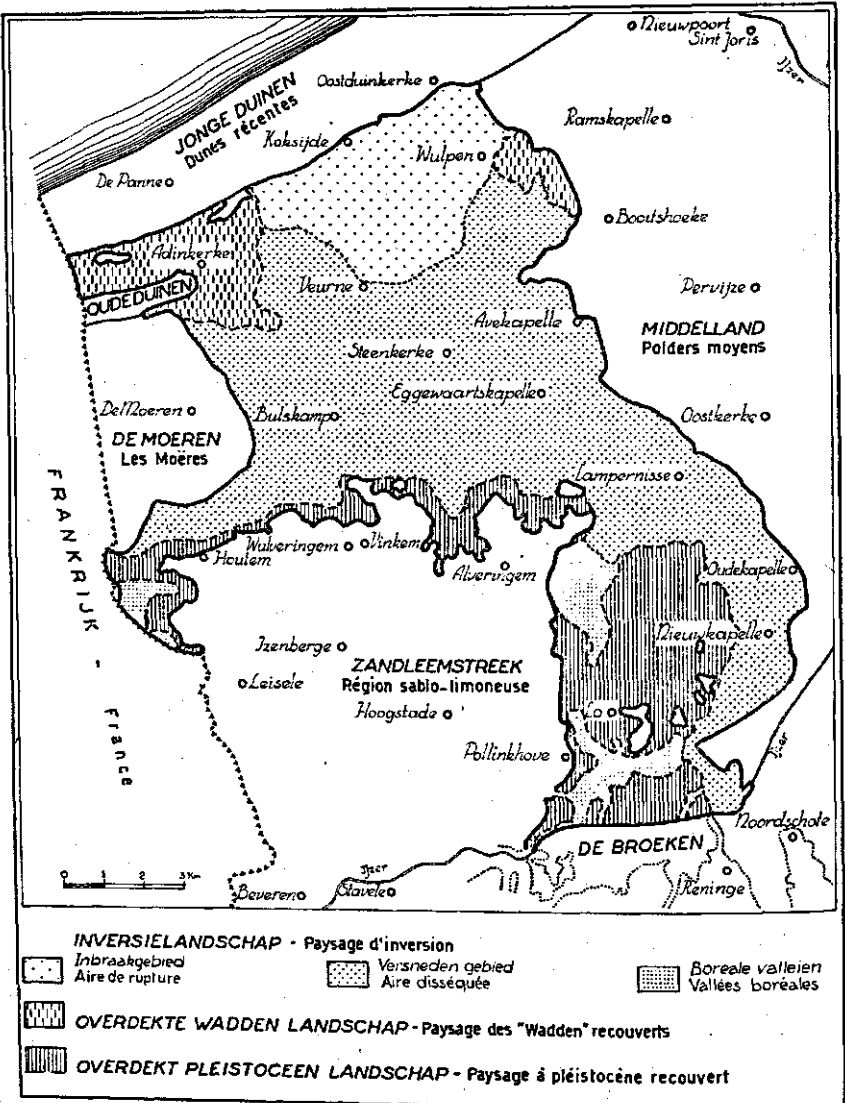 Nieuwpoort
Sint Joris
IJzer
Oostduinkerke
JONGE DUINEN
Dunes récentes
Koksijde
Ramskapelle
Wulpen
De Panne
Booitshoeke
Adinkerke
OUDE DUINEN
Veurne
Pervijze
Avekapelle
MIDDELLAND
Polders moyens
Steenkerke
Eggewaartskapelle
De Moeren
Bulskamp
Oostkerke
DE MOEREN
Les Moëres
Lampernisse
FRANKRIJK - France
Houtem
Wulveringem
Vinkem
Alveringem
Oudekapelle
Nieuwkapelle
Izenberge
ZANDLEEMSTREEK
Région sablo-limoneuse
Leisele
Hoogstade
Lo
Pollinkhove
IJzer
Noordschote
DE BROEKEN
0 1 2 3 Km
IJzer
Beveren
Stavele
Reninge
INVERSIELANDSCHAP - Paysage d'inversion
Inbraakgebied
Aire de rupture
Versneden gebied
Aire disséquée
Boreale valleien
Vallées boréales
OVERDEKTE WADDEN LANDSCHAP - Paysage des "Wadden" recouverts
OVERDEKT PLEISTOCEEN LANDSCHAP - Paysage à pléistocène recouvert